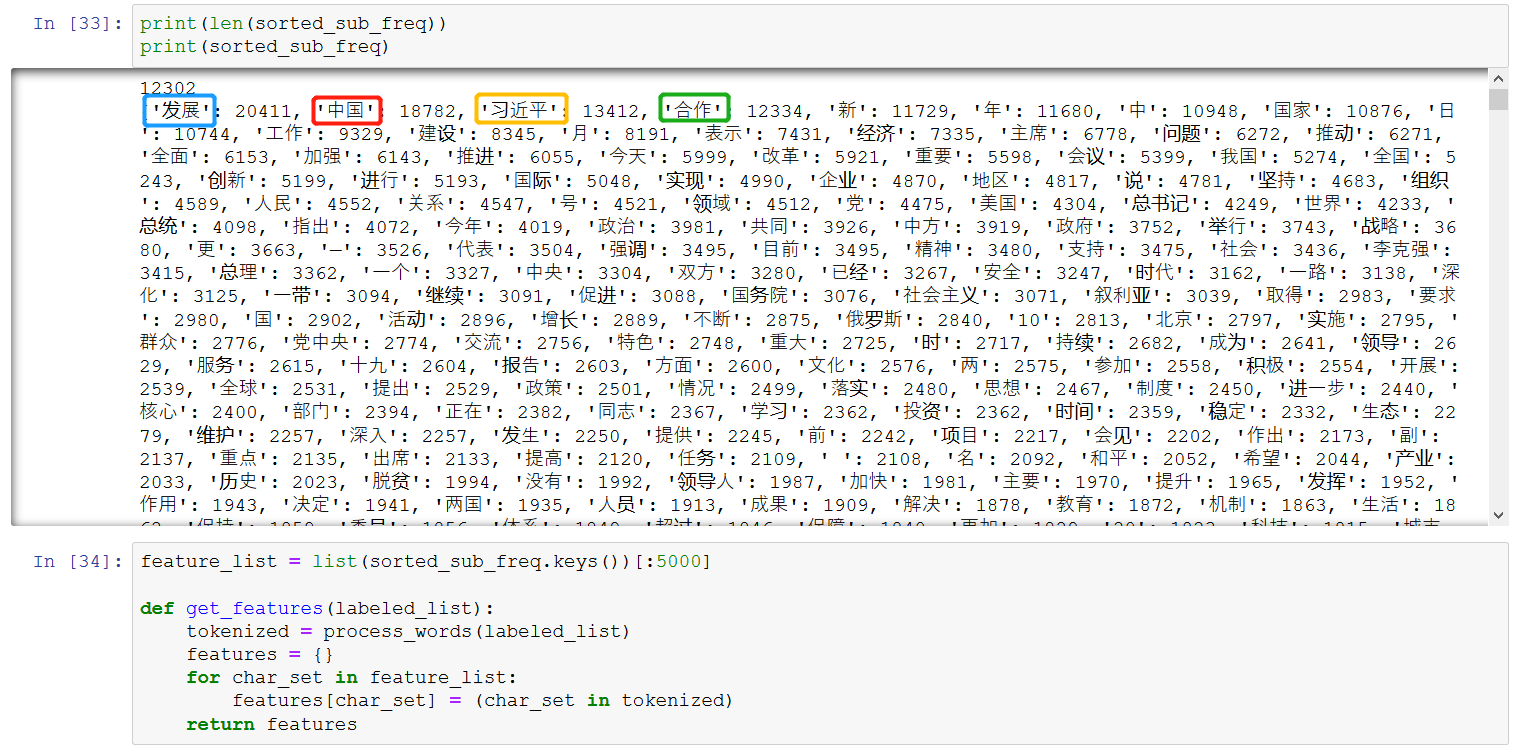 In [33]: print(len(sorted_sub_freq))
print(sorted_sub_freq)
12302
'发展': 20411, '中国': 18782, '习近平': 13412, '合作': 12334, '新': 11729, '年': 11680, '中': 10948, '国家': 10876, '日
': 10744, '工作': 9329, '建设': 8345, '月': 8191, '表示': 7431, '经济': 7335, '主席': 6778, '问题': 6272, '推动': 6271,
'全面': 6153, '加强': 6143, '推进': 6055, '今天': 5999, '改革': 5921, '重要': 5598, '会议': 5399, '我国': 5274, '全国': 5
243, '创新': 5199, '进行': 5193, '国际': 5048, '实现': 4990, '企业': 4870, '地区': 4817, '说': 4781, '坚持': 4683, '组织
': 4589, '人民': 4552, '关系': 4547, '号': 4521, '领域': 4512, '党': 4475, '美国': 4304, '总书记': 4249, '世界': 4233, '
总统': 4098, '指出': 4072, '今年': 4019, '政治': 3981, '共同': 3926, '中方': 3919, '政府': 3752, '举行': 3743, '战略': 36
80, '更': 3663, '—': 3526, '代表': 3504, '强调': 3495, '目前': 3495, '精神': 3480, '支持': 3475, '社会': 3436, '李克强':
3415, '总理': 3362, '一个': 3327, '中央': 3304, '双方': 3280, '已经': 3267, '安全': 3247, '时代': 3162, '一路': 3138, '深
化': 3125, '一带': 3094, '继续': 3091, '促进': 3088, '国务院': 3076, '社会主义': 3071, '叙利亚': 3039, '取得': 2983, '要求
': 2980, '国': 2902, '活动': 2896, '增长': 2889, '不断': 2875, '俄罗斯': 2840, '10': 2813, '北京': 2797, '实施': 2795, '
群众': 2776, '党中央': 2774, '交流': 2756, '特色': 2748, '重大': 2725, '时': 2717, '持续': 2682, '成为': 2641, '领导': 26
29, '服务': 2615, '十九': 2604, '报告': 2603, '方面': 2600, '文化': 2576, '两': 2575, '参加': 2558, '积极': 2554, '开展':
2539, '全球': 2531, '提出': 2529, '政策': 2501, '情况': 2499, '落实': 2480, '思想': 2467, '制度': 2450, '进一步': 2440, '
核心': 2400, '部门': 2394, '正在': 2382, '同志': 2367, '学习': 2362, '投资': 2362, '时间': 2359, '稳定': 2332, '生态': 22
79, '维护': 2257, '深入': 2257, '发生': 2250, '提供': 2245, '前': 2242, '项目': 2217, '会见': 2202, '作出': 2173, '副':
2137, '重点': 2135, '出席': 2133, '提高': 2120, '任务': 2109, ' ': 2108, '名': 2092, '和平': 2052, '希望': 2044, '产业':
2033, '历史': 2023, '脱贫': 1994, '没有': 1992, '领导人': 1987, '加快': 1981, '主要': 1970, '提升': 1965, '发挥': 1952, '
作用': 1943, '决定': 1941, '两国': 1935, '人员': 1913, '成果': 1909, '解决': 1878, '教育': 1872, '机制': 1863, '生活': 18
In [34]: feature_list = list(sorted_sub_freq.keys())[:5000]
def get_features(labeled_list):
tokenized = process_words(labeled_list)
features = {}
for char_set in feature_list:
features[char_set] = (char_set in tokenized)
return features